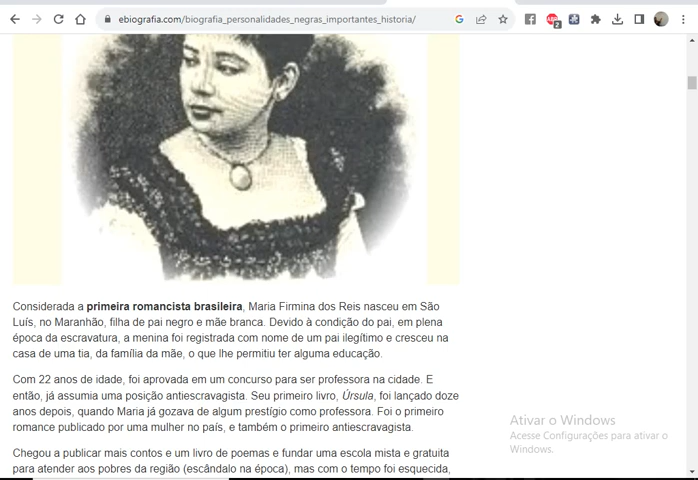 ebiografia.com/biografia_personalidades_negras_importantes_historia/
2
Considerada a primeira romancista brasileira, Maria Firmina dos Reis nasceu em São
Luís, no Maranhão, filha de pai negro e mãe branca. Devido à condição do pai, em plena
época da escravatura, a menina foi registrada com nome de um pai ilegítimo e cresceu na
casa de uma tia, da família da mãe, o que lhe permitiu ter alguma educação.
Com 22 anos de idade, foi aprovada em um concurso para ser professora na cidade. E
então, já assumia uma posição antiescravagista. Seu primeiro livro, Úrsula, foi lançado doze
anos depois, quando Maria já gozava de algum prestígio como professora. Foi o primeiro
romance publicado por uma mulher no país, e também o primeiro antiescravagista.
Chegou a publicar mais contos e um livro de poemas e fundar uma escola mista e gratuita
para atender aos pobres da região (escândalo na época), mas com o tempo foi esquecida,
Ativar o Windows
Acesse Configurações para ativar o
Windows.